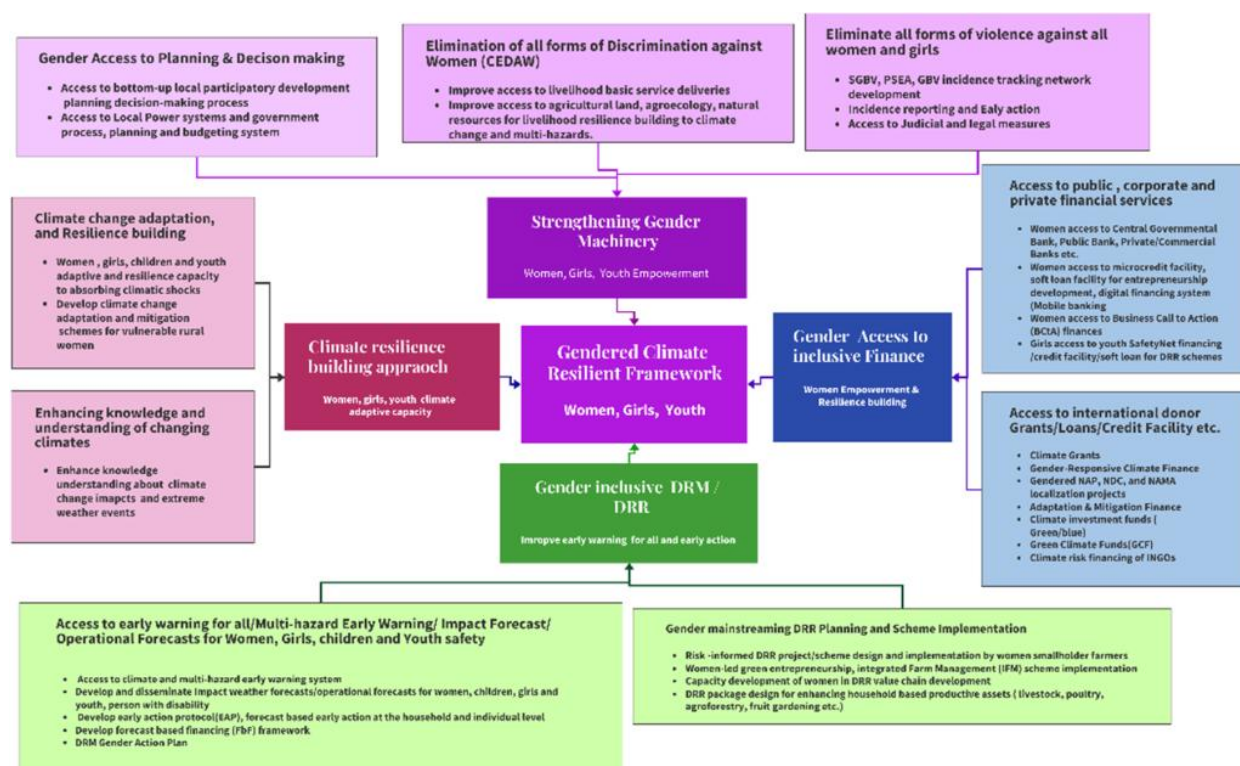 Gender Access to Planning & Decison making
• Access to bottom-up local participatory development
planning decision-making process
• Access to Local Power systems and government
process, planning and budgeting system
Elimination of all forms of Discrimination against
Women (CEDAW)
• Improve access to livelihood basic service deliveries
• Improve access to agricultural land, agroecology, natural
resources for livelihood resilience building to climate
change and multi-hazards.
Eliminate all forms of violence against all
women and girls
• SGBV, PSEA, GBV incidence tracking network
development
• Incidence reporting and Ealy action
• Access to Judicial and legal measures
Climate change adaptation,
and Resilience building
• Women , girls, children and youth
adaptive and resilience capacity
to absorbing climatic shocks
• Develop climate change
adaptation and mitigation
schemes for vulnerable rural
women
Enhancing knowledge and
understanding of changing
climates
• Enhance knowledge
understanding about climate
change imapcts and extreme
weather events
Strengthening Gender
Machinery
Women, Girls, Youth Empowerment
Climate resilience
building appraoch
Women, girls, youth climate
adaptive capacity
Gendered Climate
Resilient Framework
Women, Girls, Youth
Gender Access to
inclusive Finance
Women Empowerment &
Resilience building
Gender inclusive DRM /
DRR
Imropve early warning for all and early action
Access to public , corporate and
private financial services
• Women access to Central Governmental
Bank, Public Bank, Private/Commercial
Banks etc.
• Women access to microcredit facility,
soft loan facility for entrepreneurship
development, digital financing system
(Mobile banking
• Women access to Business Call to Action
(BCtA) finances
• Girls access to youth SafetyNet financing
/credit facility/soft loan for DRR schemes
Access to international donor
Grants/Loans/Credit Facility etc.
• Climate Grants
• Gender-Responsive Climate Finance
• Gendered NAP, NDC, and NAMA
localization projects
• Adaptation & Mitigation Finance
• Climate investment funds (
Green/blue)
• Green Climate Funds(GCF)
• Climate risk financing of INGOs
Access to early warning for all/Multi-hazard Early Warning/ Impact Forecast/
Operational Forecasts for Women, Girls, children and Youth safety
• Access to climate and multi-hazard early warning system
• Develop and disseminate Impact weather forecasts/operational forecasts for women, children, girls and
youth, person with disability
• Develop early action protocol(EAP), forecast based early action at the household and individual level
• Develop forecast based financing (FbF) framework
• DRM Gender Action Plan
Gender mainstreaming DRR Planning and Scheme Implementation
• Risk -informed DRR project/scheme design and implementation by women smallholder farmers
• Women-led green entrepreneurship, integrated Farm Management (IFM) scheme implementation
• Capacity development of women in DRR value chain development
• DRR package design for enhancing household based productive assets ( livestock, poultry,
agroforestry, fruit gardening etc.)